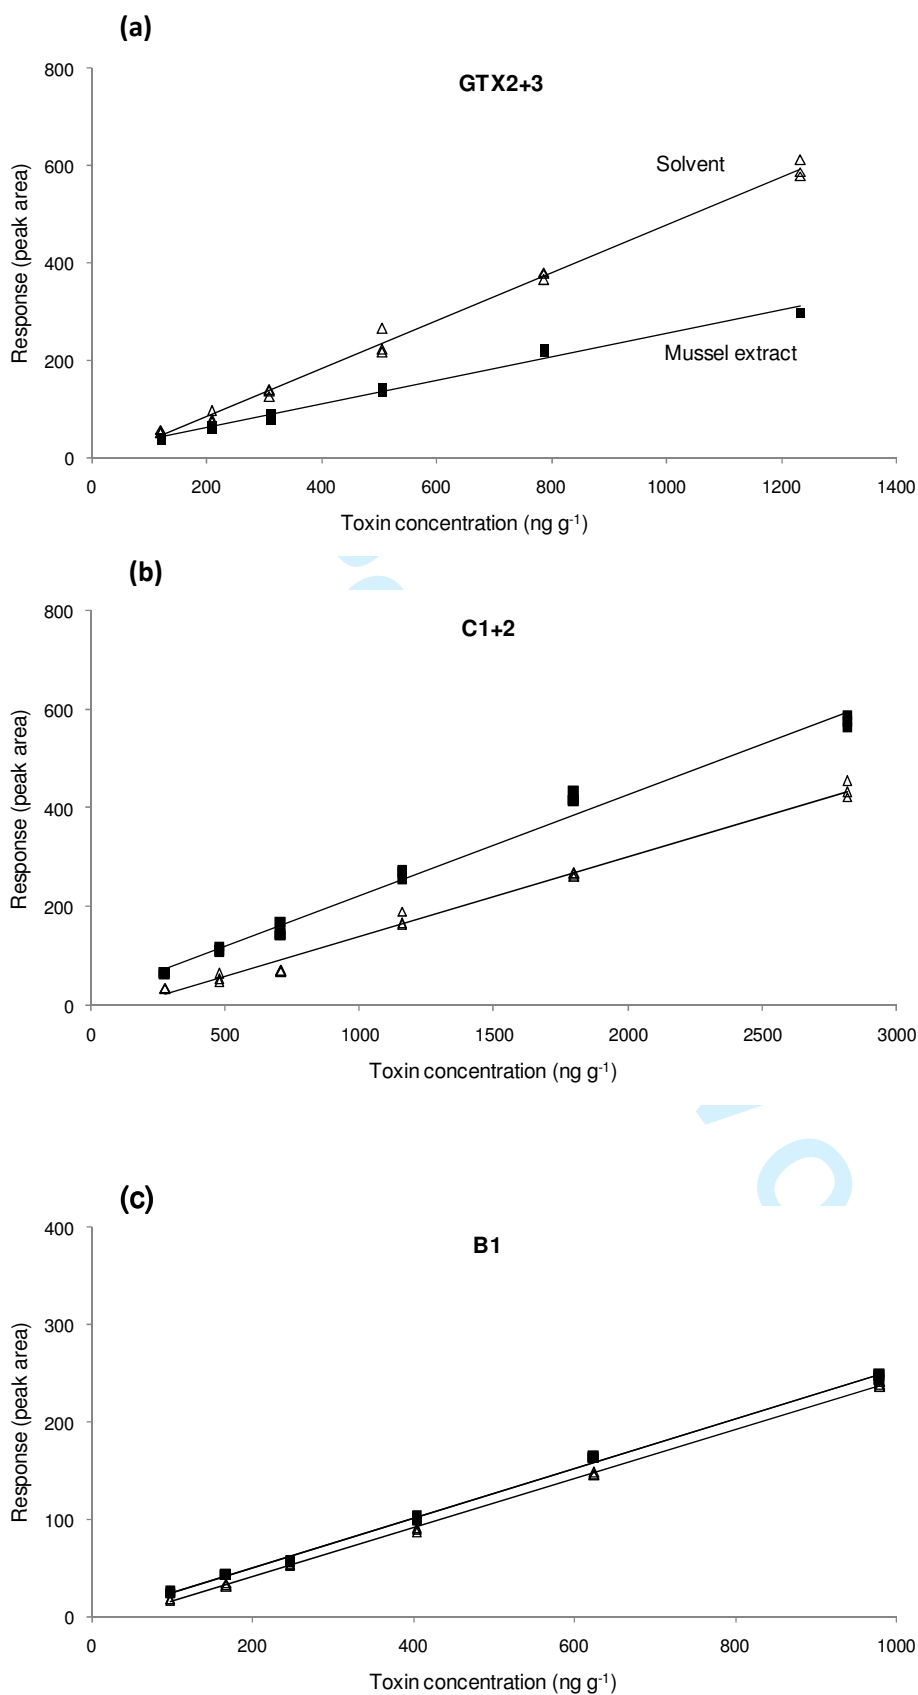 (a)
GTX2+3
800
600
400
200
0
Response (peak area)
Solvent
Mussel extract
0 200 400 600 800 1000 1200 1400
Toxin concentration (ng g-1)
(b)
C1+2
800
600
400
200
0
Response (peak area)
0 500 1000 1500 2000 2500 3000
Toxin concentration (ng g-1)
(c)
B1
400
300
200
100
0
Response (peak area)
0 200 400 600 800 1000
Toxin concentration (ng g-1)